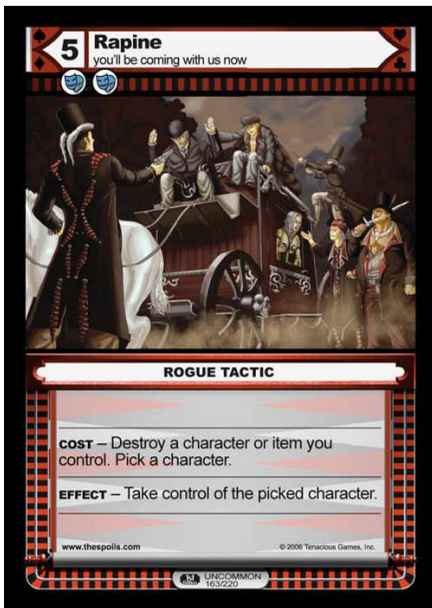 5
Rapine
you'll be coming with us now
ROGUE TACTIC
COST – Destroy a character or item you
control. Pick a character.
EFFECT – Take control of the picked character.
www.thespoils.com
© 2006 Tenacious Games, Inc.
UNCOMMON
163/220